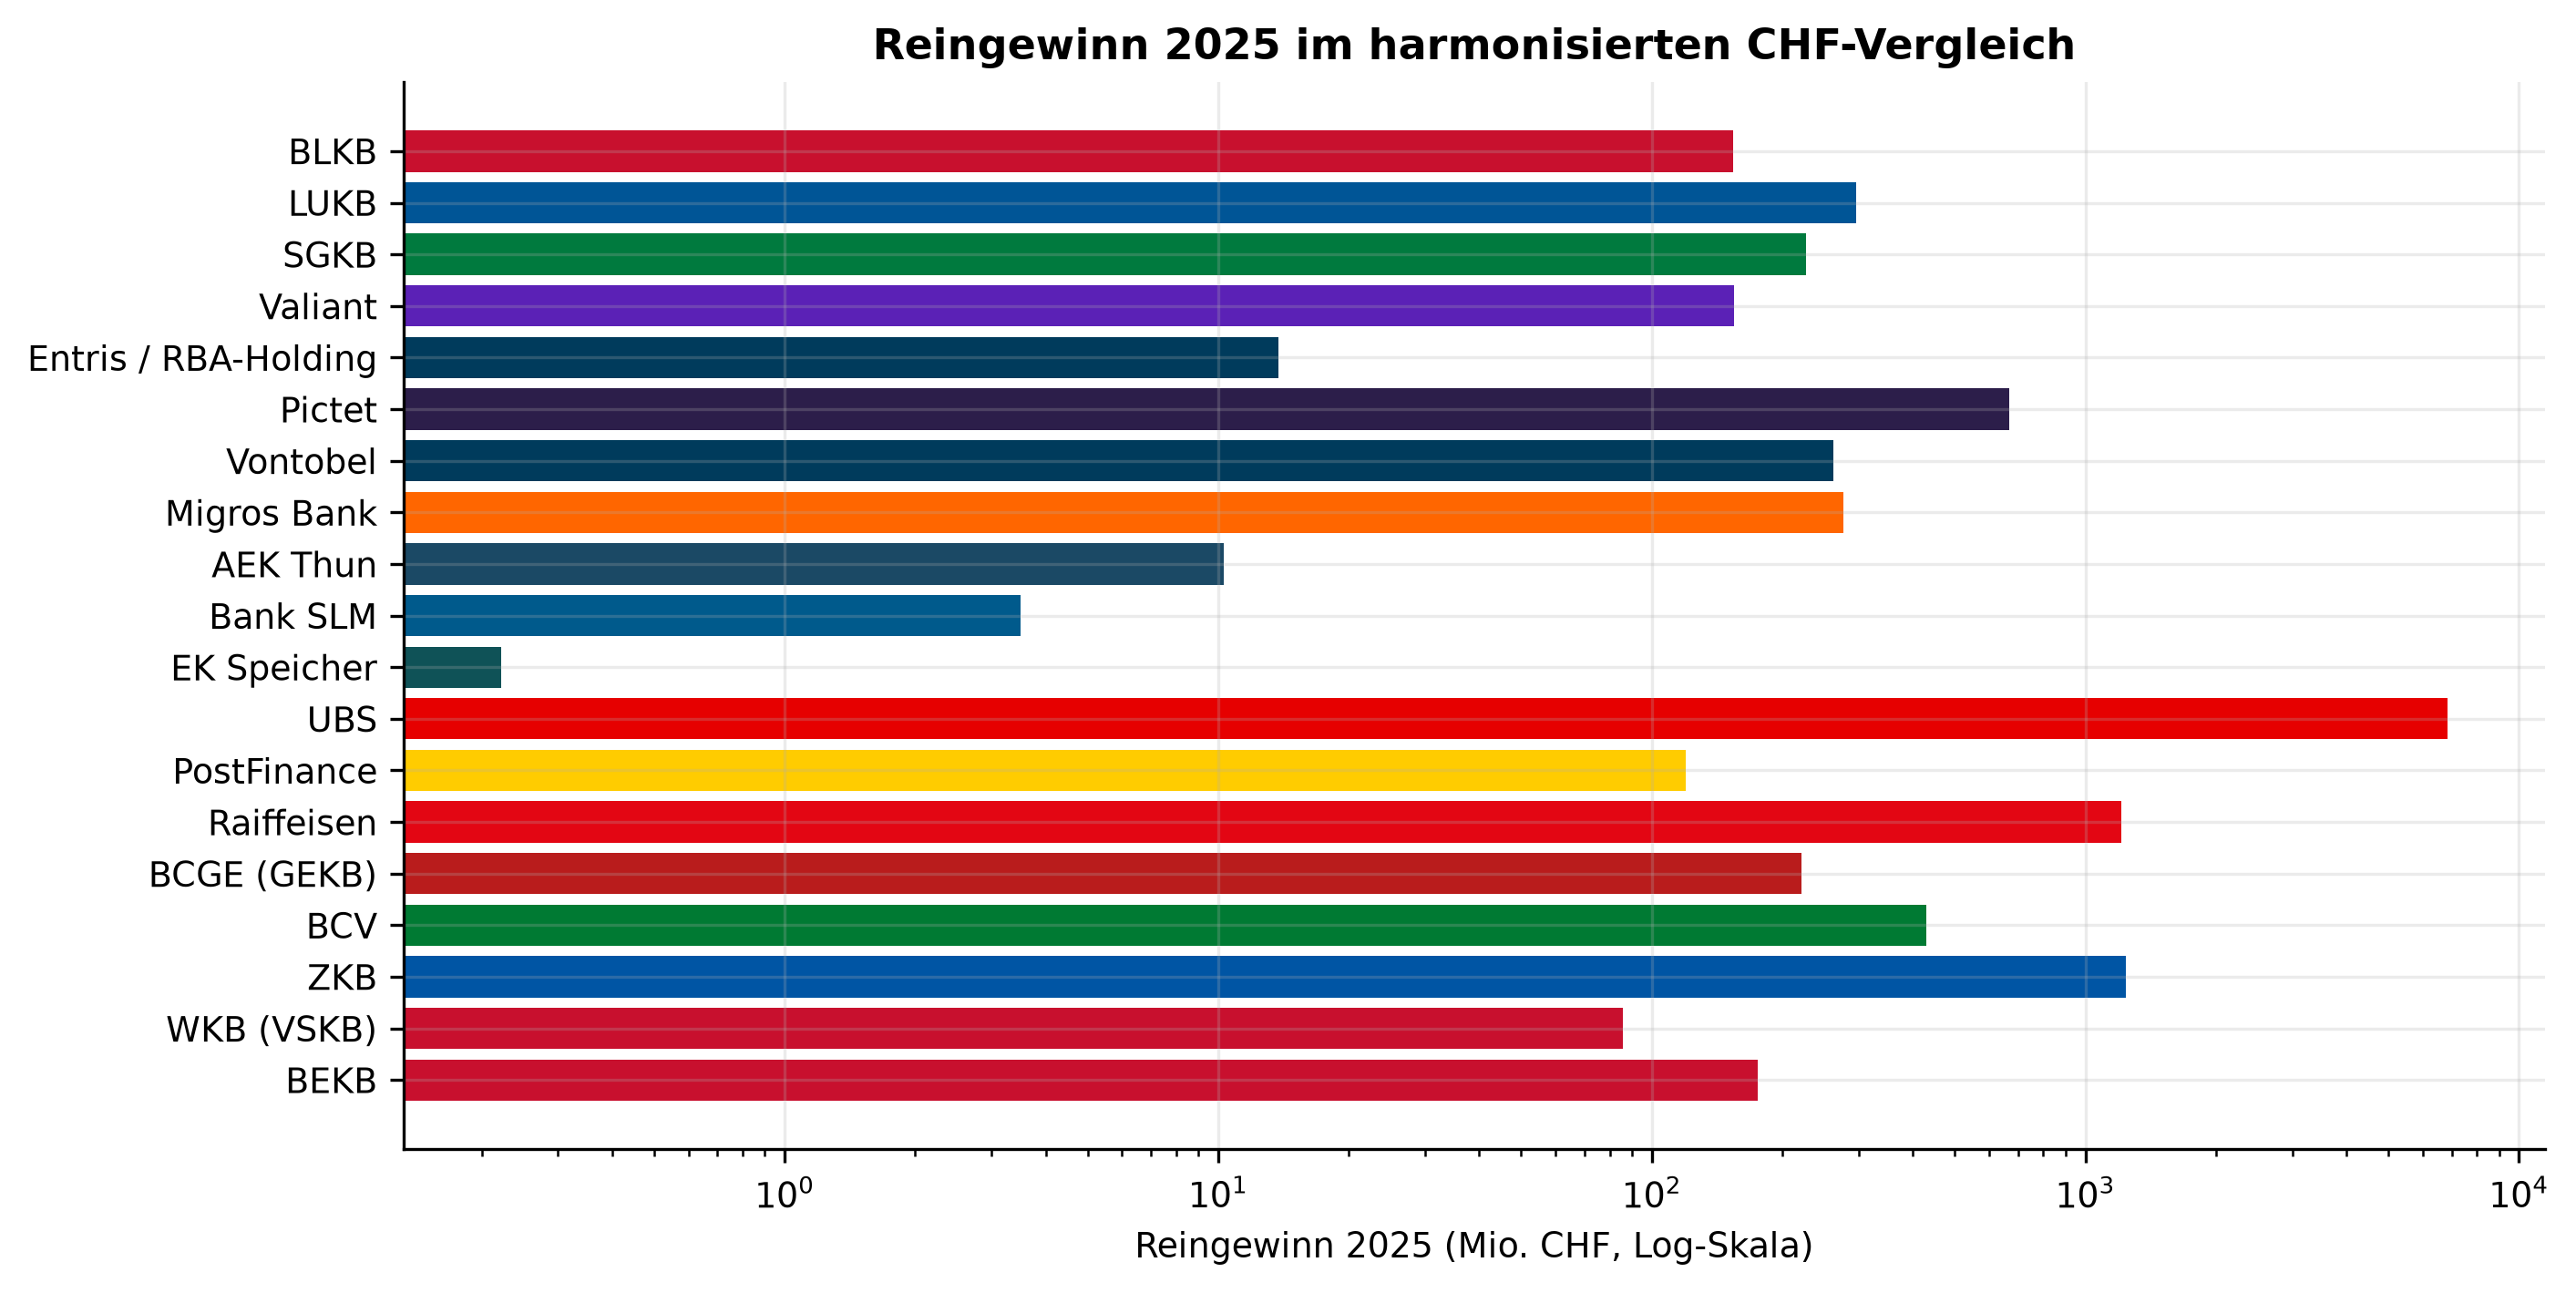 Reingewinn 2025 im harmonisierten CHF-Vergleich
BLKB
LUKB
SGKB
Valiant
Entris / RBA-Holding
Pictet
Vontobel
Migros Bank
AEK Thun
Bank SLM
EK Speicher
UBS
PostFinance
Raiffeisen
BCGE (GEKB)
BCV
ZKB
WKB (VSKB)
BEKB
10⁰ 10¹ 10² 10³ 10⁴
Reingewinn 2025 (Mio. CHF, Log-Skala)